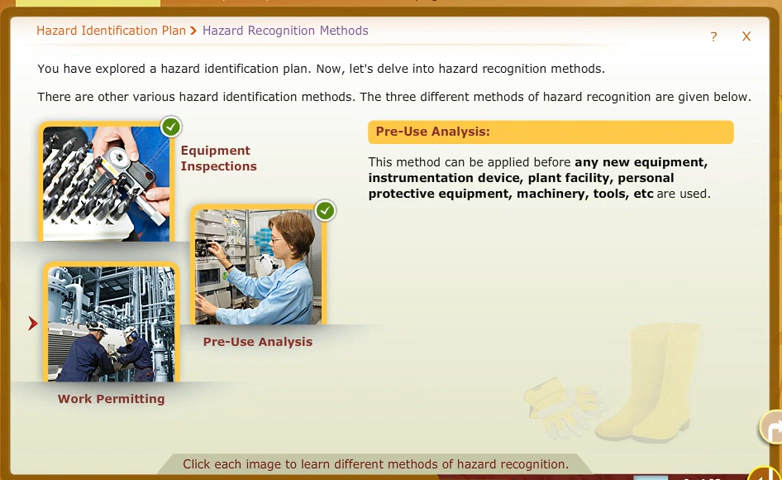 Hazard Identification Plan > Hazard Recognition Methods
? X
You have explored a hazard identification plan. Now, let's delve into hazard recognition methods.
There are other various hazard identification methods. The three different methods of hazard recognition are given below.
Equipment
Inspections
Pre-Use Analysis:
This method can be applied before any new equipment,
instrumentation device, plant facility, personal
protective equipment, machinery, tools, etc are used.
Pre-Use Analysis
Work Permitting
Click each image to learn different methods of hazard recognition.